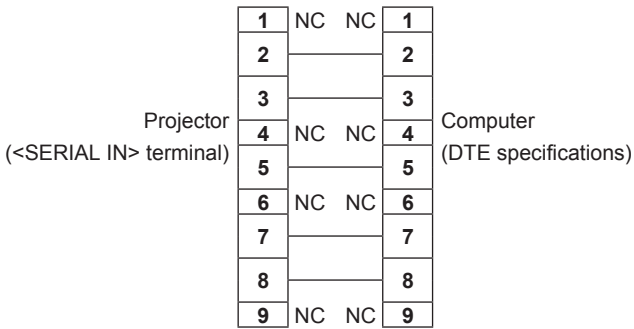 1 NC NC 1
2 2
3 3
Projector
(<SERIAL IN> terminal)
4 NC NC 4
Computer
(DTE specifications)
5 5
6 NC NC 6
7 7
8 8
9 NC NC 9